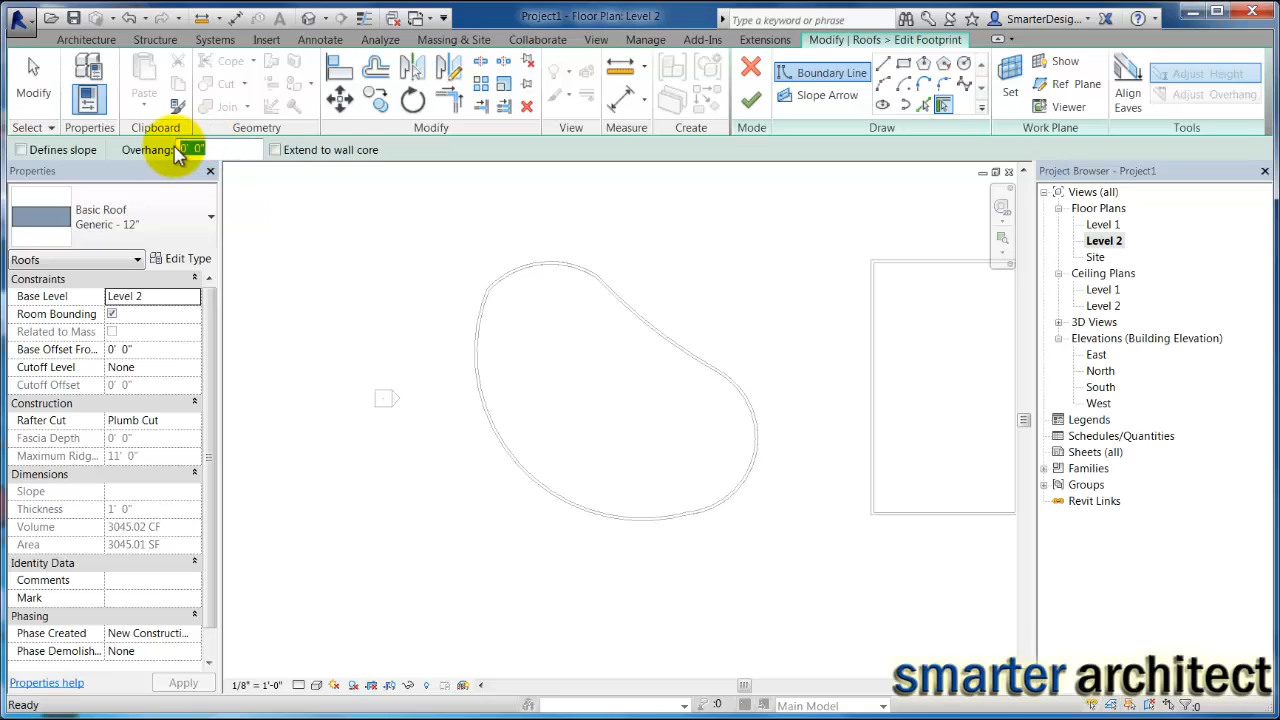 Project1 - Floor Plan: Level 2
Type a keyword or phrase
SmarterDesig...
Architecture Structure Systems Insert Annotate Analyze Massing & Site Collaborate View Manage Add-Ins Extensions Modify | Roofs > Edit Footprint
Modify
Paste
Cope
Cut
Join
Boundary Line
Slope Arrow
Set
Show
Ref Plane
Viewer
Align
Eaves
Adjust Height
Adjust Overhang
Select Properties Clipboard Geometry Modify View Measure Create Mode Draw Work Plane Tools
Defines slope Overhang: 0' 0" Extend to wall core
Properties
Basic Roof
Generic - 12"
Roofs Edit Type
Constraints
Base Level Level 2
Room Bounding
Related to Mass
Base Offset Fro... 0' 0"
Cutoff Level None
Cutoff Offset 0' 0"
Construction
Rafter Cut Plumb Cut
Fascia Depth 0' 0"
Maximum Ridg... 11' 0"
Dimensions
Slope
Thickness 1' 0"
Volume 3045.02 CF
Area 3045.01 SF
Identity Data
Comments
Mark
Phasing
Phase Created New Constructi...
Phase Demolish... None
Properties help Apply
Project Browser - Project1
Views (all)
Floor Plans
Level 1
Level 2
Site
Ceiling Plans
Level 1
Level 2
3D Views
Elevations (Building Elevation)
East
North
South
West
Legends
Schedules/Quantities
Sheets (all)
Families
Groups
Revit Links
1/8" = 1'-0"
smarter architect
Ready :0 Main Model :0